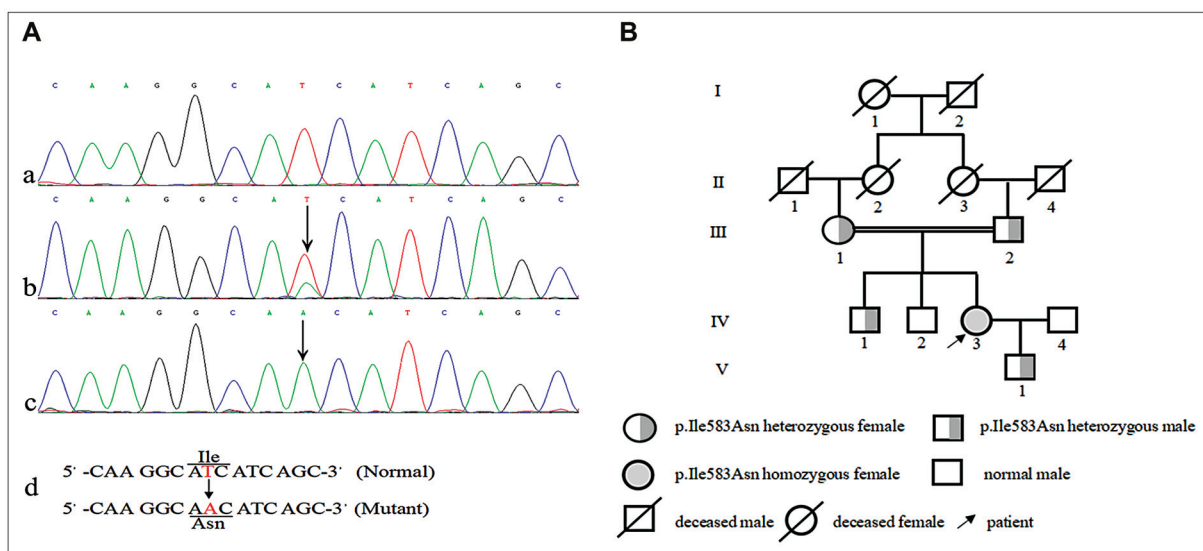 A
C A A G G C A T C A T C A G C
a
C A A G G C A T C A T C A G C
b
C A A G G C A A C A T C A G C
c
Ile
5' -CAA GGC ATC ATC AGC-3' (Normal)
d
5' -CAA GGC AAC ATC AGC-3' (Mutant)
Asn
B
I
1 2
II
1 2 3 4
III
1 2
IV
1 2 3 4
V
1
p.Ile583Asn heterozygous female
p.Ile583Asn heterozygous male
p.Ile583Asn homozygous female
normal male
deceased male
deceased female
patient